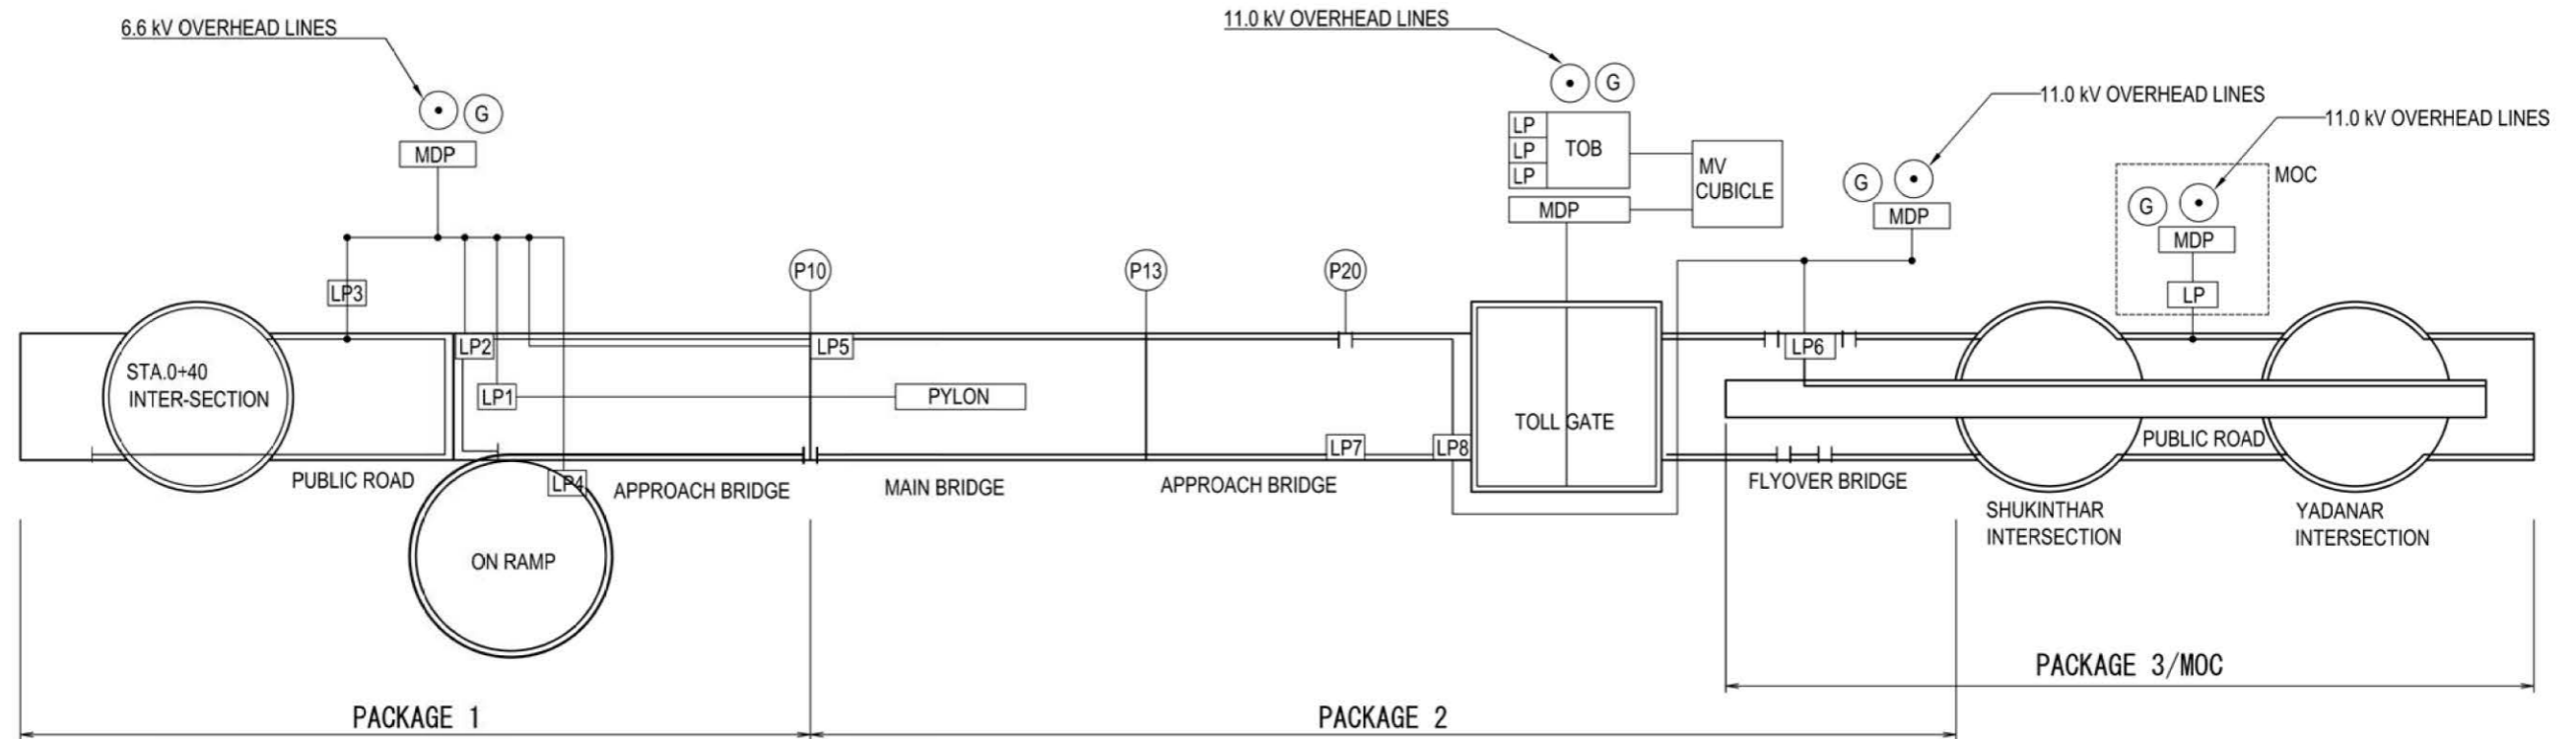 6.6 kV OVERHEAD LINES
11.0 kV OVERHEAD LINES
11.0 kV OVERHEAD LINES
11.0 kV OVERHEAD LINES
G
MDP
G
LP
LP
LP
TOB
MV
CUBICLE
MDP
G
MDP
MOC
G
MDP
LP
LP3
P10
P13
P20
LP2
LP5
LP6
STA.0+40
INTER-SECTION
LP1
PYLON
TOLL GATE
LP7
LP8
PUBLIC ROAD
PUBLIC ROAD
LP4
APPROACH BRIDGE
MAIN BRIDGE
APPROACH BRIDGE
FLYOVER BRIDGE
SHUKINTHAR
INTERSECTION
YADANAR
INTERSECTION
ON RAMP
PACKAGE 3/MOC
PACKAGE 1
PACKAGE 2